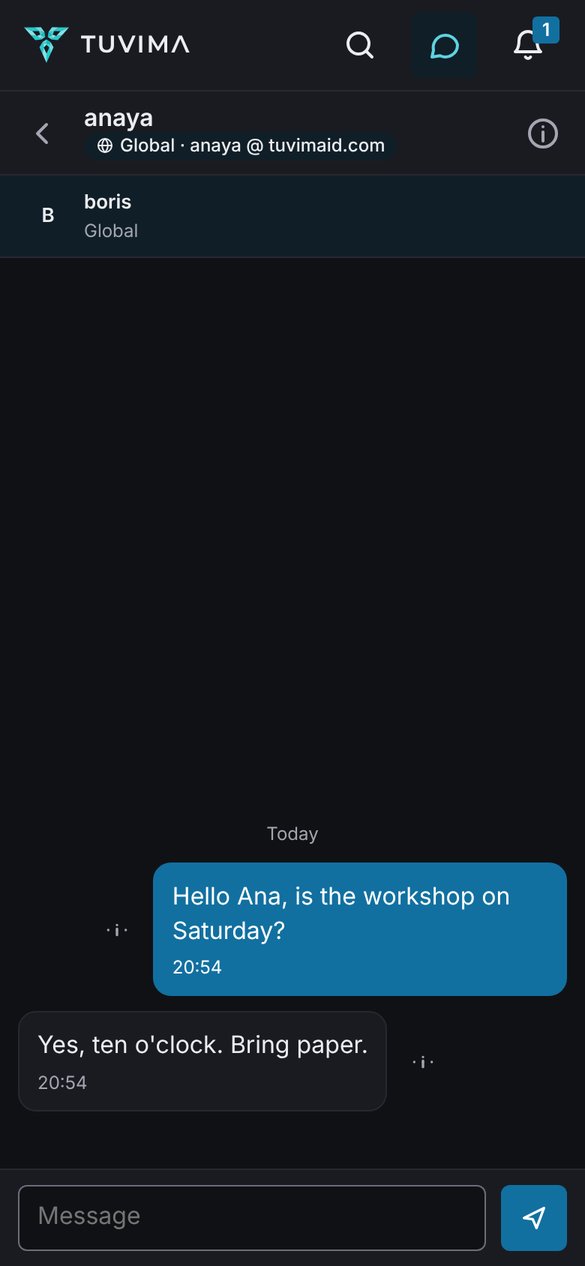 TUVIMA
1
anaya
Global · anaya @ tuvimaid.com
B
boris
Global
Today
Hello Ana, is the workshop on
Saturday?
20:54
Yes, ten o'clock. Bring paper.
20:54
Message